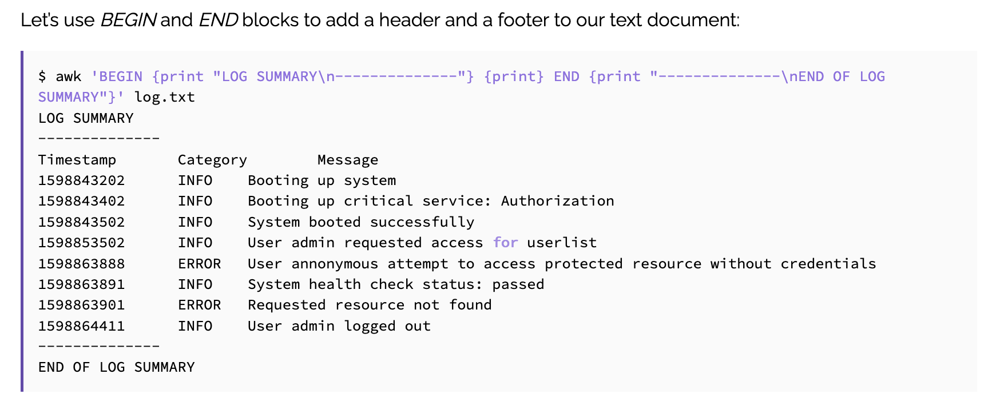 Let's use BEGIN and END blocks to add a header and a footer to our text document:
$ awk 'BEGIN {print "LOG SUMMARY\n--------------"} {print} END {print "--------------\nEND OF LOG
SUMMARY"}' log.txt
LOG SUMMARY
--------------
Timestamp       Category        Message
1598843202      INFO    Booting up system
1598843402      INFO    Booting up critical service: Authorization
1598843502      INFO    System booted successfully
1598853502      INFO    User admin requested access for userlist
1598863888      ERROR   User annonymous attempt to access protected resource without credentials
1598863891      INFO    System health check status: passed
1598863901      ERROR   Requested resource not found
1598864411      INFO    User admin logged out
--------------
END OF LOG SUMMARY